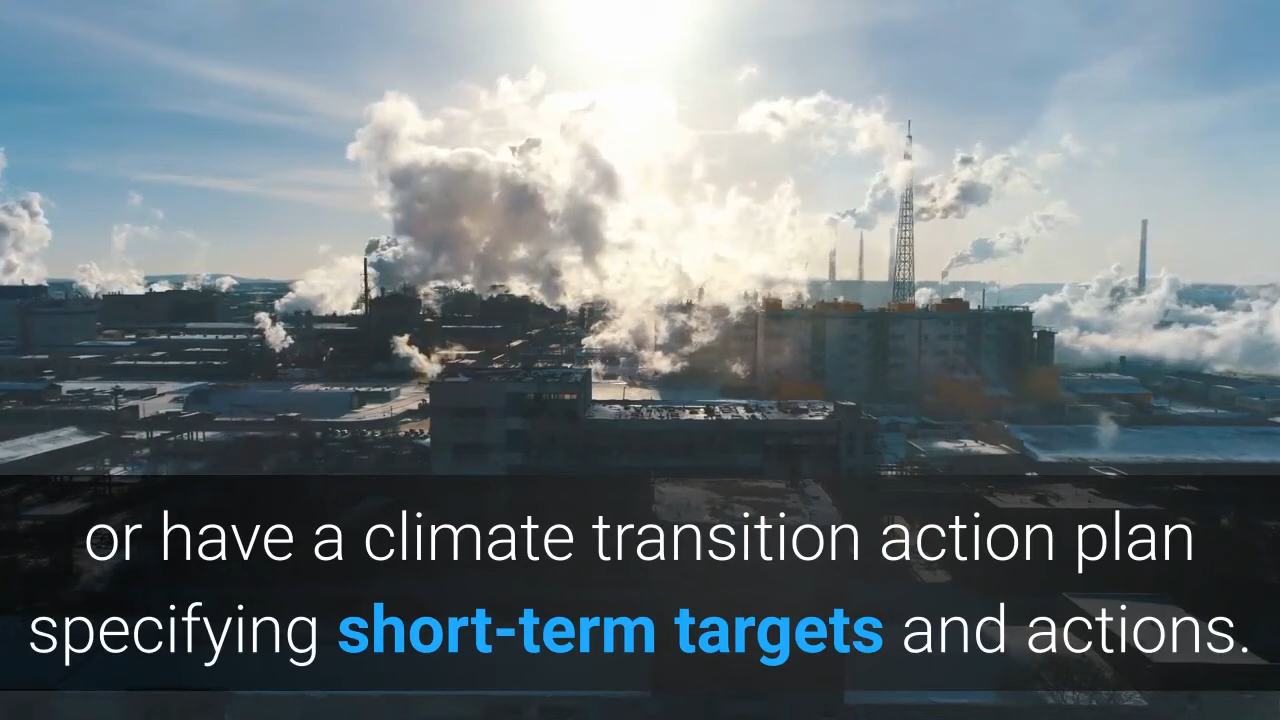 or have a climate transition action plan
specifying short-term targets and actions.